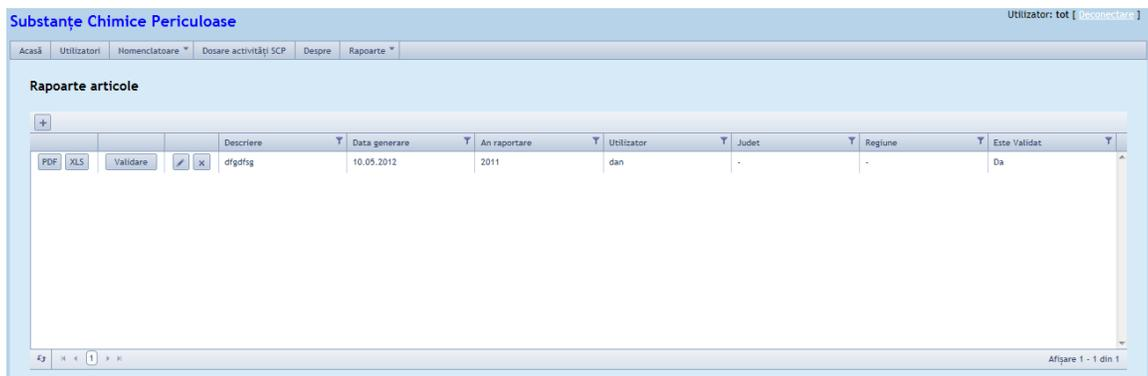 Utilizator: tot [ Deconectare ]
Substanțe Chimice Periculoase
Acasă Utilizatori Nomenclatoare Dosare activități SCP Despre Rapoarte
Rapoarte articole
+
Descriere Data generare An raportare Utilizator Judet Regiune Este Validat
PDF XLS Validare x dfgdfsg 10.05.2012 2011 dan - - Da
1 Afișare 1 - 1 din 1